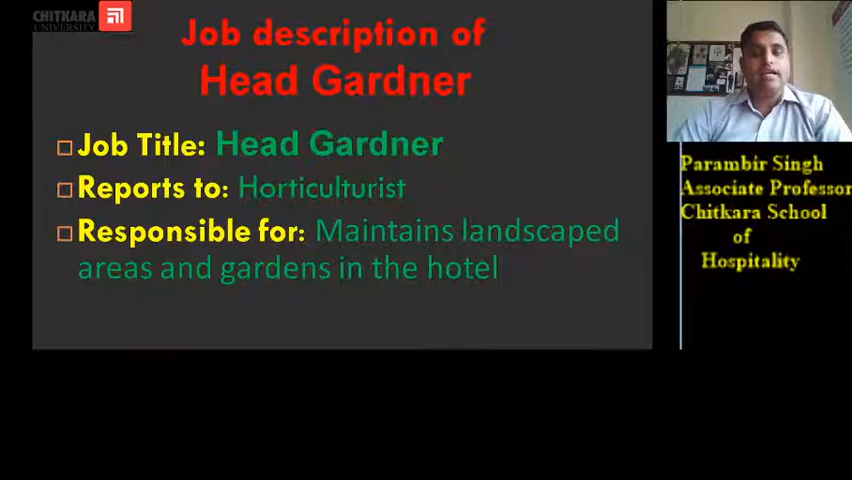 CHITKARA
UNIVERSITY
Job description of
Head Gardner
Job Title: Head Gardner
Reports to: Horticulturist
Responsible for: Maintains landscaped
areas and gardens in the hotel
Parambir Singh
Associate Professor
Chitkara School
of
Hospitality